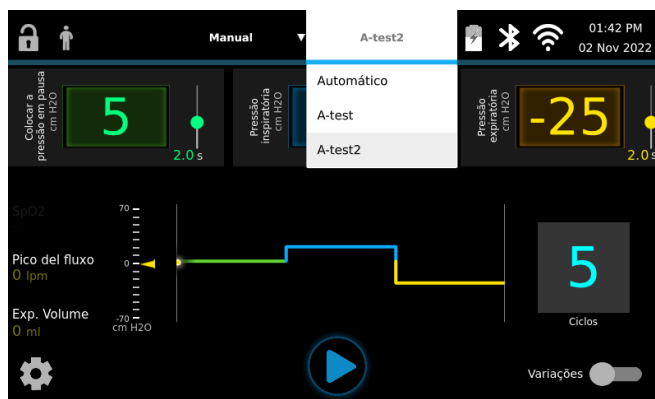 Manual ▼
A-test2
01:42 PM
02 Nov 2022
Automático
A-test
A-test2
Colocar a
pressão em pausa
cm H2O
5
2.0 s
Pressão
inspiratória
cm H2O
Pressão
expiratória
cm H2O
-25
2.0 s
SpO2
Pico del fluxo
0 lpm
Exp. Volume
0 ml
70
0
-70
cm H2O
5
Ciclos
Variações